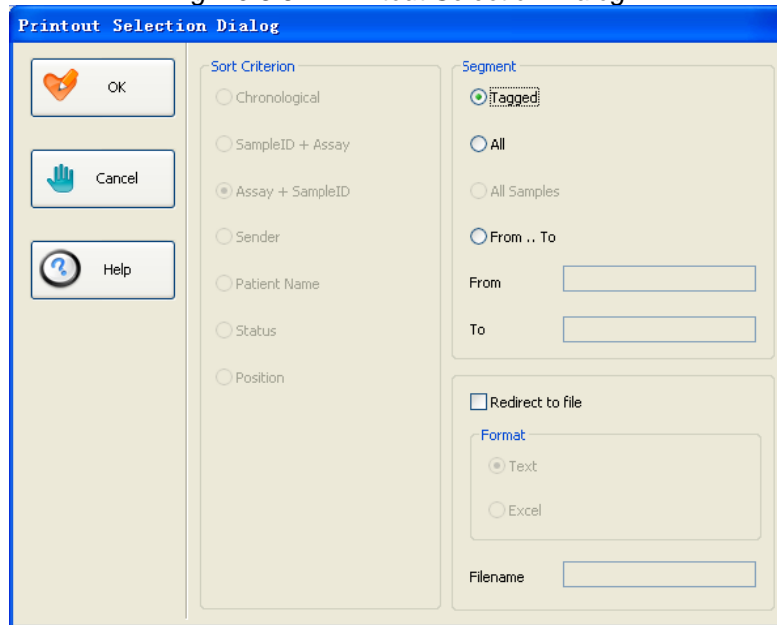 Printout Selection Dialog
OK
Cancel
Help
Sort Criterion
Chronological
SampleID + Assay
Assay + SampleID
Sender
Patient Name
Status
Position
Segment
Tagged
All
All Samples
From .. To
From
To
Redirect to file
Format
Text
Excel
Filename